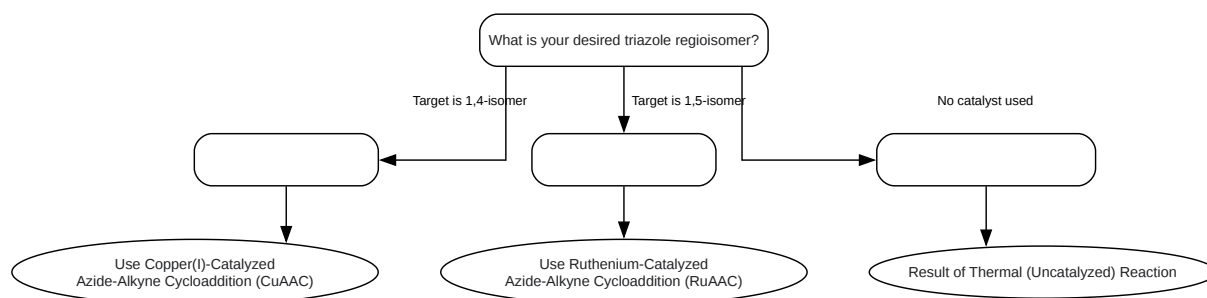 What is your desired triazole regioisomer?
Target is 1,4-isomer
Target is 1,5-isomer
No catalyst used
Use Copper(I)-Catalyzed
Azide-Alkyne Cycloaddition (CuAAC)
Use Ruthenium-Catalyzed
Azide-Alkyne Cycloaddition (RuAAC)
Result of Thermal (Uncatalyzed) Reaction